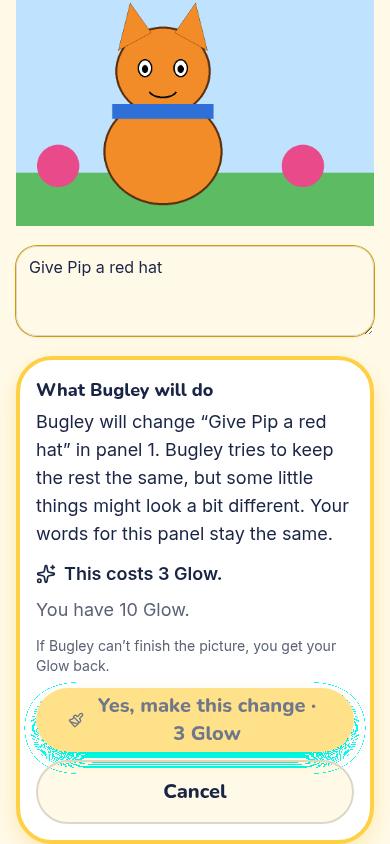 Give Pip a red hat
What Bugley will do
Bugley will change “Give Pip a red
hat” in panel 1. Bugley tries to keep
the rest the same, but some little
things might look a bit different. Your
words for this panel stay the same.
This costs 3 Glow.
You have 10 Glow.
If Bugley can’t finish the picture, you get your
Glow back.
Yes, make this change ·
3 Glow
Cancel